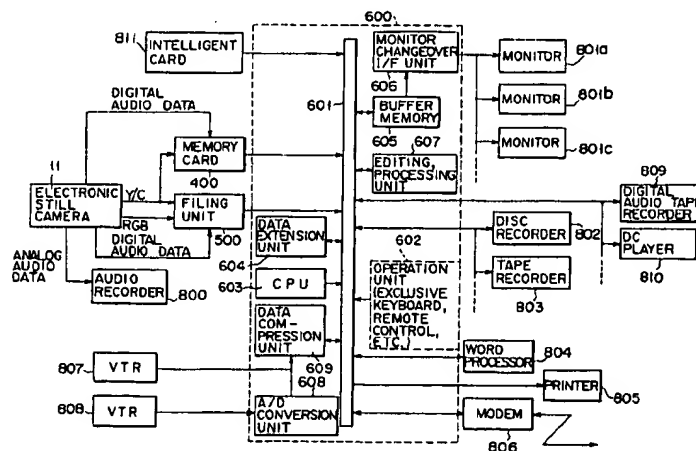 600
811
INTELLIGENT
CARD
MONITOR
CHANGEOVER
I/F UNIT
606
MONITOR
801a
601
DIGITAL
AUDIO DATA
BUFFER
MEMORY
605
MONITOR
801b
607
MONITOR
801c
11
MEMORY
CARD
400
EDITING,
PROCESSING
UNIT
809
ELECTRONIC
STILL
CAMERA
Y/C
RGB
FILING
UNIT
500
DIGITAL
AUDIO DATA
DIGITAL
AUDIO TAPE
RECORDER
DATA
EXTENSION
UNIT
604
602
DISC
RECORDER
802
DC
PLAYER
810
ANALOG
AUDIO
DATA
AUDIO
RECORDER
800
603
CPU
OPERATION
UNIT
(EXCLUSIVE
KEYBOARD,
REMOTE
CONTROL,
ETC.)
TAPE
RECORDER
803
DATA
COM-
PRESSION
UNIT
609
807
VTR
WORD
PROCESSOR
804
608
PRINTER
805
808
VTR
A/D
CONVERSION
UNIT
MODEM
806